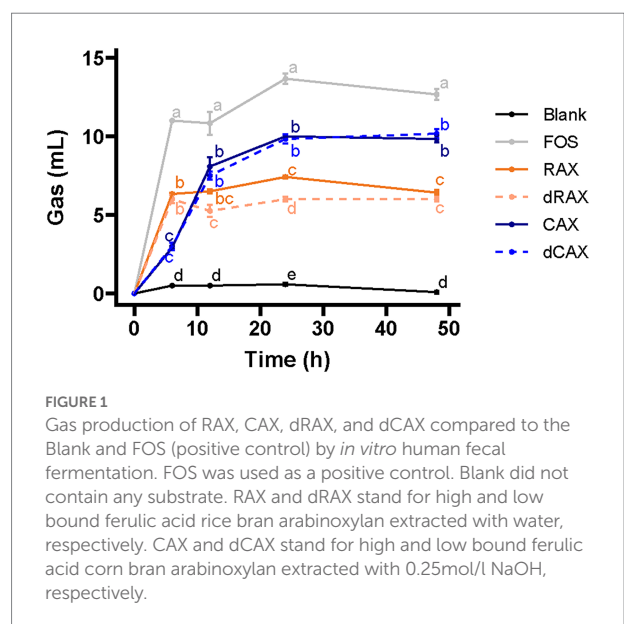 15
10
5
0
Gas (mL)
a
a
a
a
b
b
b
b
b
b
b
b
bc
c
c
c
c
c
c
d
d
d
e
d
0
10
20
30
40
50
Time (h)
Blank
FOS
RAX
dRAX
CAX
dCAX
FIGURE 1
Gas production of RAX, CAX, dRAX, and dCAX compared to the
Blank and FOS (positive control) by in vitro human fecal
fermentation. FOS was used as a positive control. Blank did not
contain any substrate. RAX and dRAX stand for high and low
bound ferulic acid rice bran arabinoxylan extracted with water,
respectively. CAX and dCAX stand for high and low bound ferulic
acid corn bran arabinoxylan extracted with 0.25mol/l NaOH,
respectively.